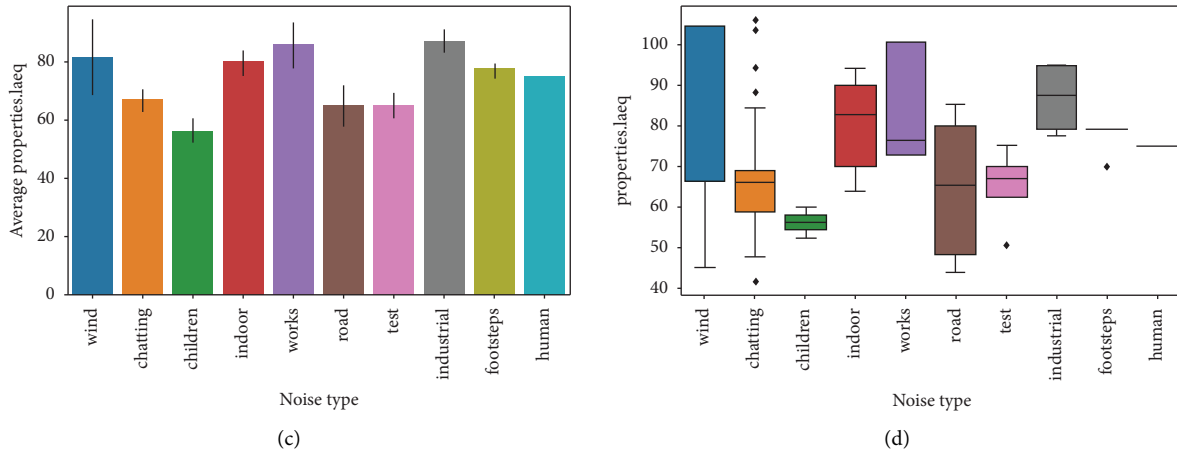 Average properties.laeq
80
60
40
20
0
wind
chatting
children
indoor
works
road
test
industrial
footsteps
human
Noise type
(c)
properties.laeq
100
90
80
70
60
50
40
wind
chatting
children
indoor
works
road
test
industrial
footsteps
human
Noise type
(d)